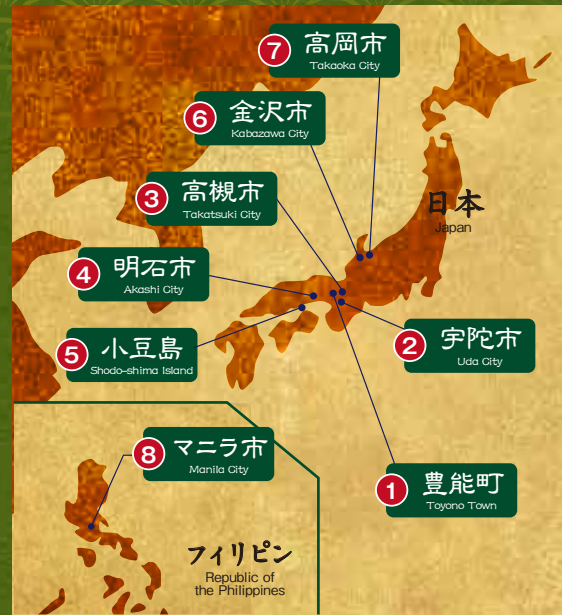 7
高岡市
Takaoka City
6
金沢市
Kabazawa City
3
高槻市
Takatsuki City
日本
Japan
4
明石市
Akashi City
5
小豆島
Shodo-shima Island
2
宇陀市
Uda City
8
マニラ市
Manila City
1
豊能町
Toyono Town
フィリピン
Republic of
the Philippines